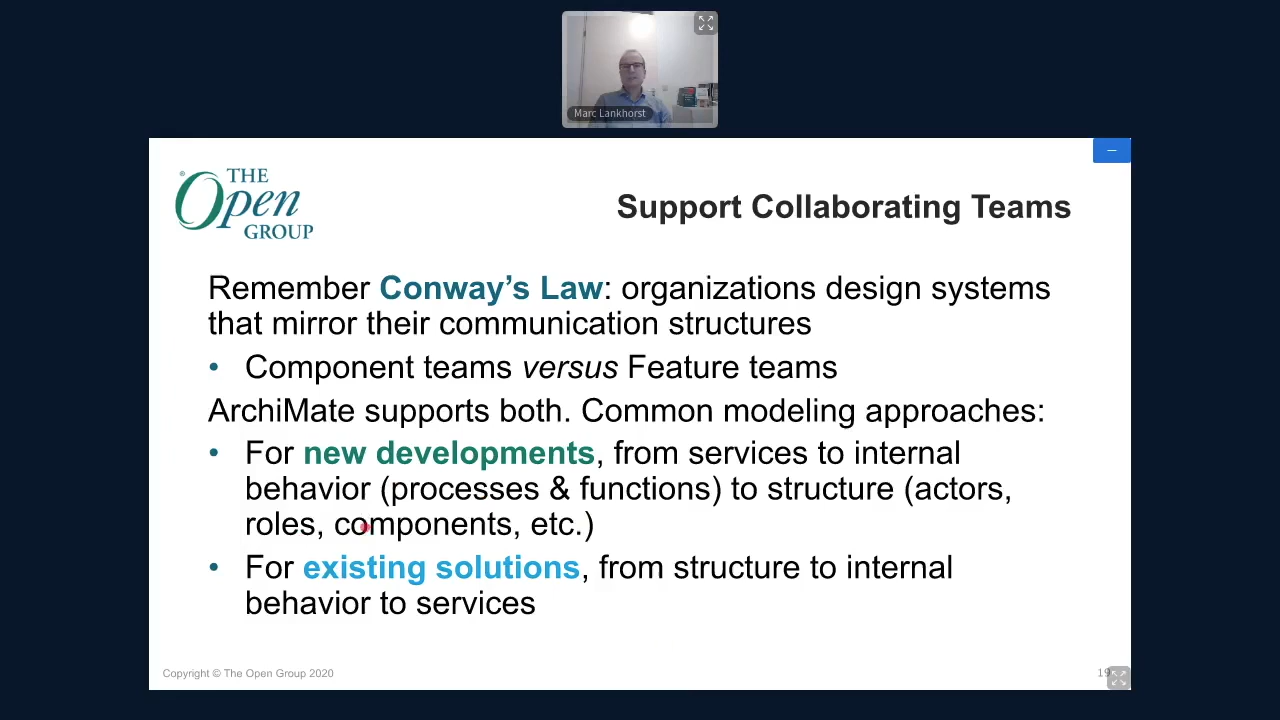 Marc Lankhorst
THE
Open
GROUP
®
Support Collaborating Teams
Remember Conway’s Law: organizations design systems
that mirror their communication structures
• Component teams versus Feature teams
ArchiMate supports both. Common modeling approaches:
• For new developments, from services to internal
behavior (processes & functions) to structure (actors,
roles, components, etc.)
• For existing solutions, from structure to internal
behavior to services
Copyright © The Open Group 2020
19